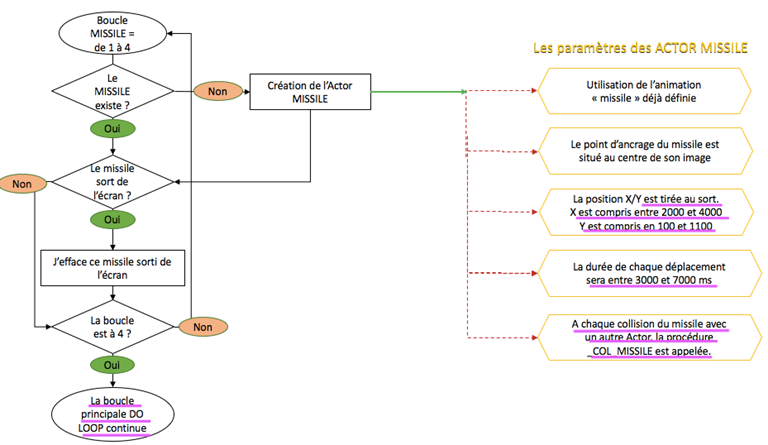 Boucle
MISSILE =
de 1 à 4
Le
MISSILE
existe ?
Non
Création de l'Actor
MISSILE
Oui
Le missile
sort de
l'écran ?
Non
Oui
J'efface ce missile sorti de
l'écran
La boucle
est à 4 ?
Non
Oui
La boucle
principale DO
LOOP continue
Les paramètres des ACTOR MISSILE
Utilisation de l'animation
« missile » déjà définie
Le point d'ancrage du missile est
situé au centre de son image
La position X/Y est tirée au sort.
X est compris entre 2000 et 4000
Y est compris en 100 et 1100
La durée de chaque déplacement
sera entre 3000 et 7000 ms
A chaque collision du missile avec
un autre Actor, la procédure
_COL_MISSILE est appelée.